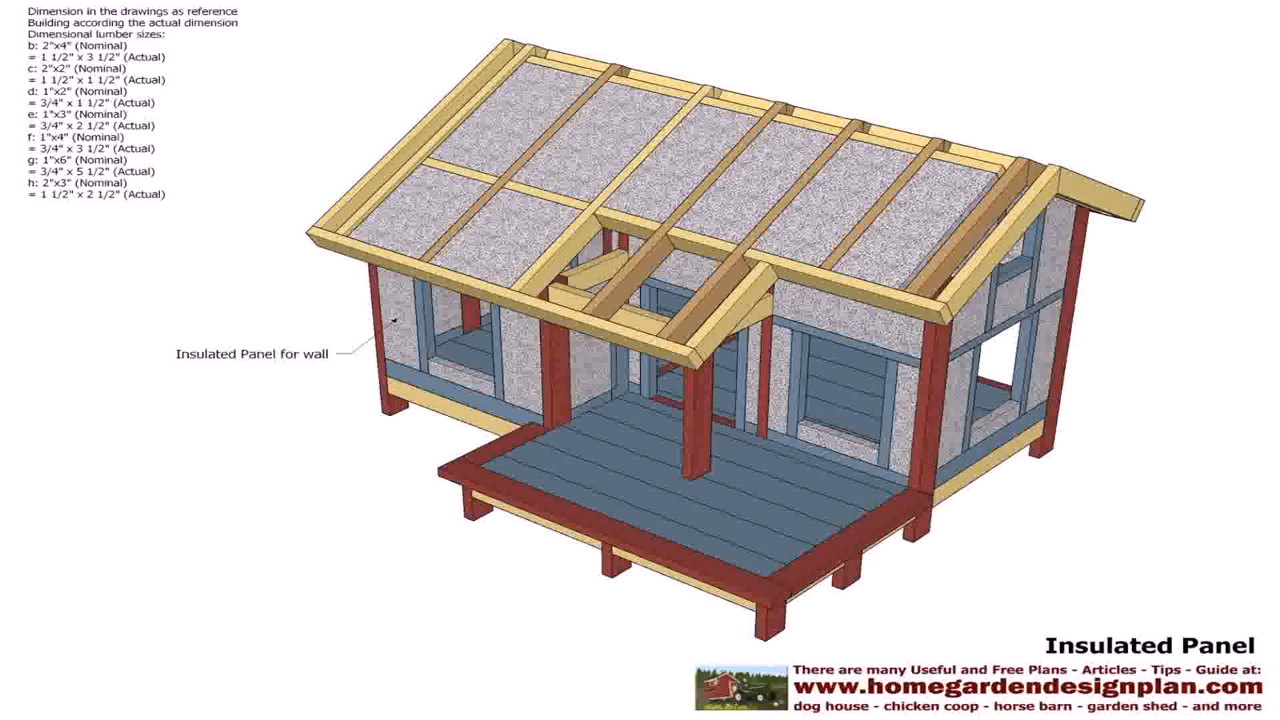 Dimension in the drawings as reference
Building according the actual dimension
Dimensional lumber sizes:
b: 2"x4" (Nominal)
= 1 1/2" x 3 1/2" (Actual)
c: 2"x2" (Nominal)
= 1 1/2" x 1 1/2" (Actual)
d: 1"x2" (Nominal)
= 3/4" x 1 1/2" (Actual)
e: 1"x3" (Nominal)
= 3/4" x 2 1/2" (Actual)
f: 1"x4" (Nominal)
= 3/4" x 3 1/2" (Actual)
g: 1"x6" (Nominal)
= 3/4" x 5 1/2" (Actual)
h: 2"x3" (Nominal)
= 1 1/2" x 2 1/2" (Actual)
Insulated Panel for wall
Insulated Panel
There are many Useful and Free Plans - Articles - Tips - Guide at:
www.homegardendesignplan.com
dog house - chicken coop - horse barn - garden shed - and more